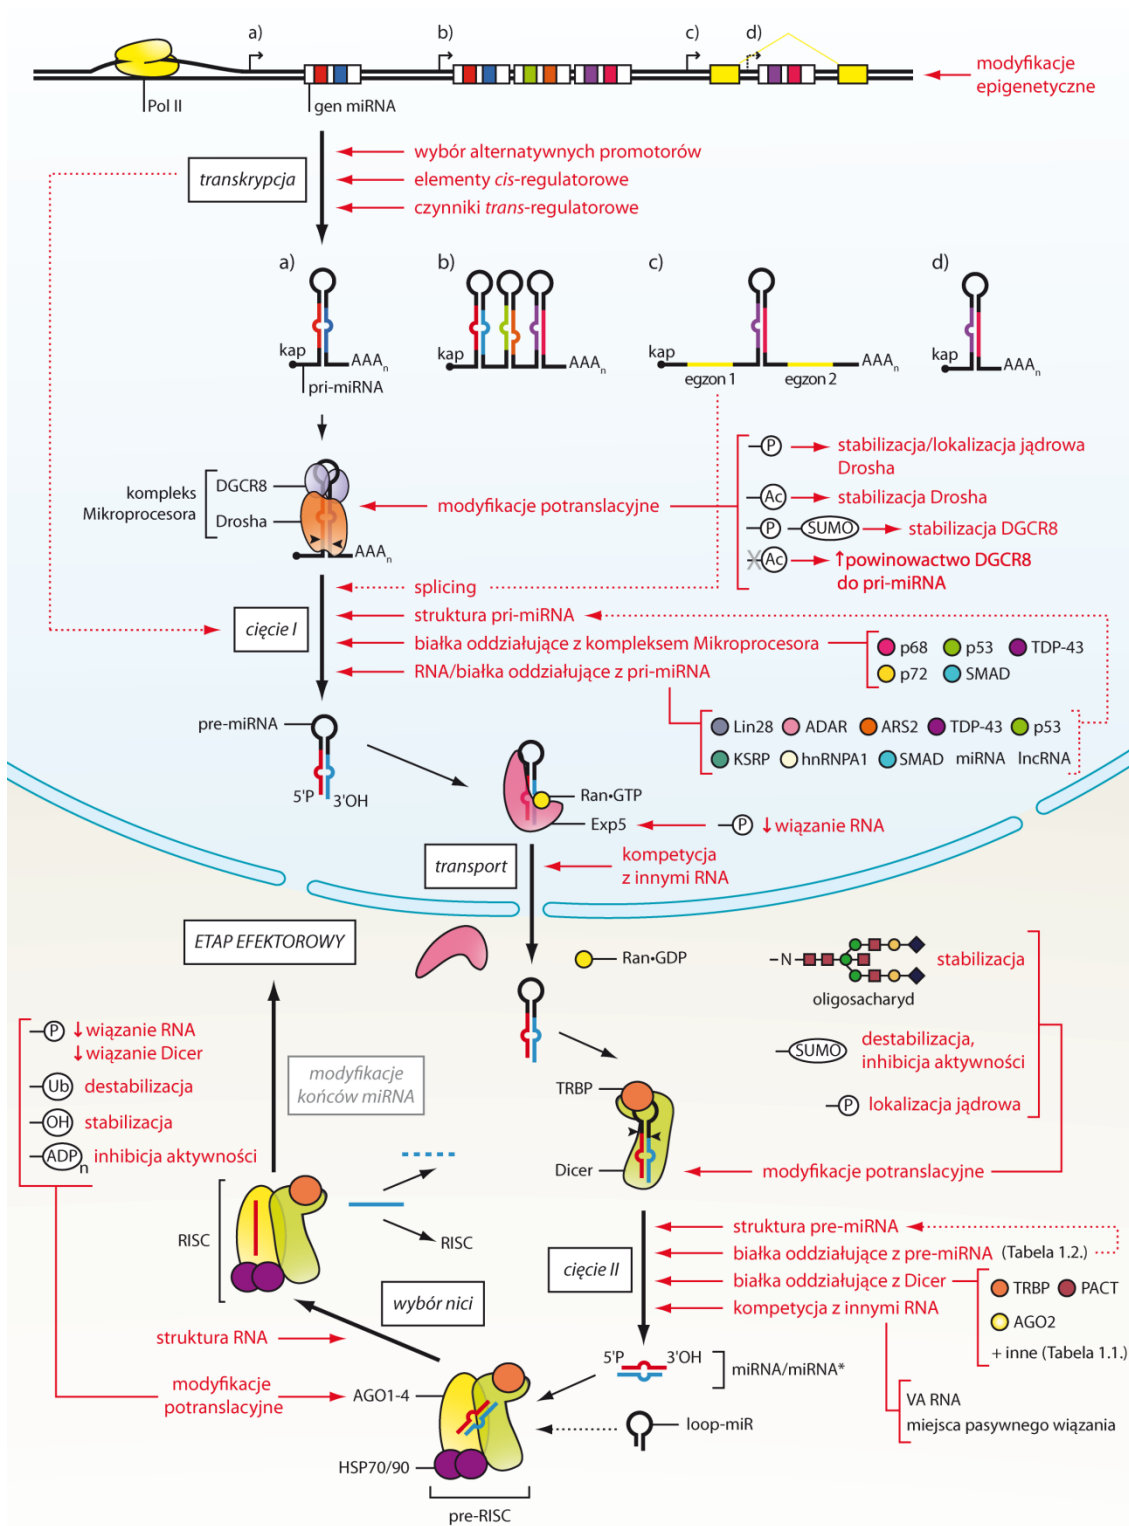 a)
b)
c)
d)
Pol II
gen miRNA
modyfikacje
epigenetyczne
transkrypcja
wybór alternatywnych promotorów
elementy cis-regulatorowe
czynniki trans-regulatorowe
a)
b)
c)
d)
kap
AAAn
pri-miRNA
kap
AAAn
kap
egzon 1
egzon 2
AAAn
kap
AAAn
kompleks
Mikroprocesora
DGCR8
Drosha
AAAn
modyfikacje potranslacyjne
P
stabilizacja/lokalizacja jądrowa
Drosha
Ac
stabilizacja Drosha
P
SUMO
stabilizacja DGCR8
Ac
↑powinowactwo DGCR8
do pri-miRNA
cięcie I
splicing
struktura pri-miRNA
białka oddziałujące z kompleksem Mikroprocesora
RNA/białka oddziałujące z pri-miRNA
p68
p53
TDP-43
p72
SMAD
Lin28
ADAR
ARS2
TDP-43
p53
KSRP
hnRNPA1
SMAD
miRNA
lncRNA
pre-miRNA
5'P
3'OH
Ran•GTP
Exp5
P
↓wiązanie RNA
transport
kompetycja
z innymi RNA
ETAP EFEKTOROWY
Ran•GDP
N
oligosacharyd
stabilizacja
SUMO
destabilizacja,
inhibicja aktywności
P
lokalizacja jądrowa
P
↓wiązanie RNA
↓wiązanie Dicer
Ub
destabilizacja
OH
stabilizacja
ADPn
inhibicja aktywności
modyfikacje
końców miRNA
TRBP
Dicer
modyfikacje potranslacyjne
RISC
RISC
cięcie II
struktura pre-miRNA
białka oddziałujące z pre-miRNA (Tabela 1.2.)
białka oddziałujące z Dicer
kompetycja z innymi RNA
TRBP
PACT
AGO2
+ inne (Tabela 1.1.)
wybór nici
struktura RNA
modyfikacje
potranslacyjne
AGO1-4
HSP70/90
pre-RISC
5'P
3'OH
miRNA/miRNA*
loop-miR
VA RNA
miejsca pasywnego wiązania